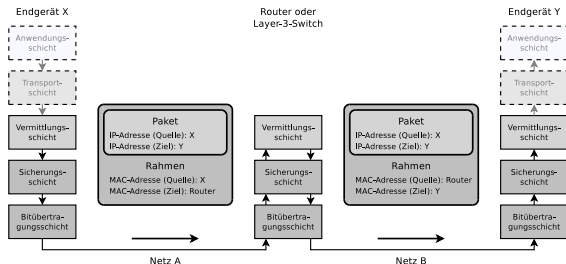 Endgerät X
Router oder
Layer-3-Switch
Endgerät Y
Anwendungs-
schicht
Transport-
schicht
Vermittlungs-
schicht
Sicherungs-
schicht
Bitübertra-
gungsschicht
Paket
IP-Adresse (Quelle): X
IP-Adresse (Ziel): Y
Rahmen
MAC-Adresse (Quelle): X
MAC-Adresse (Ziel): Router
Vermittlungs-
schicht
Sicherungs-
schicht
Bitübertra-
gungsschicht
Paket
IP-Adresse (Quelle): X
IP-Adresse (Ziel): Y
Rahmen
MAC-Adresse (Quelle): Router
MAC-Adresse (Ziel): Y
Anwendungs-
schicht
Transport-
schicht
Vermittlungs-
schicht
Sicherungs-
schicht
Bitübertra-
gungsschicht
Netz A
Netz B